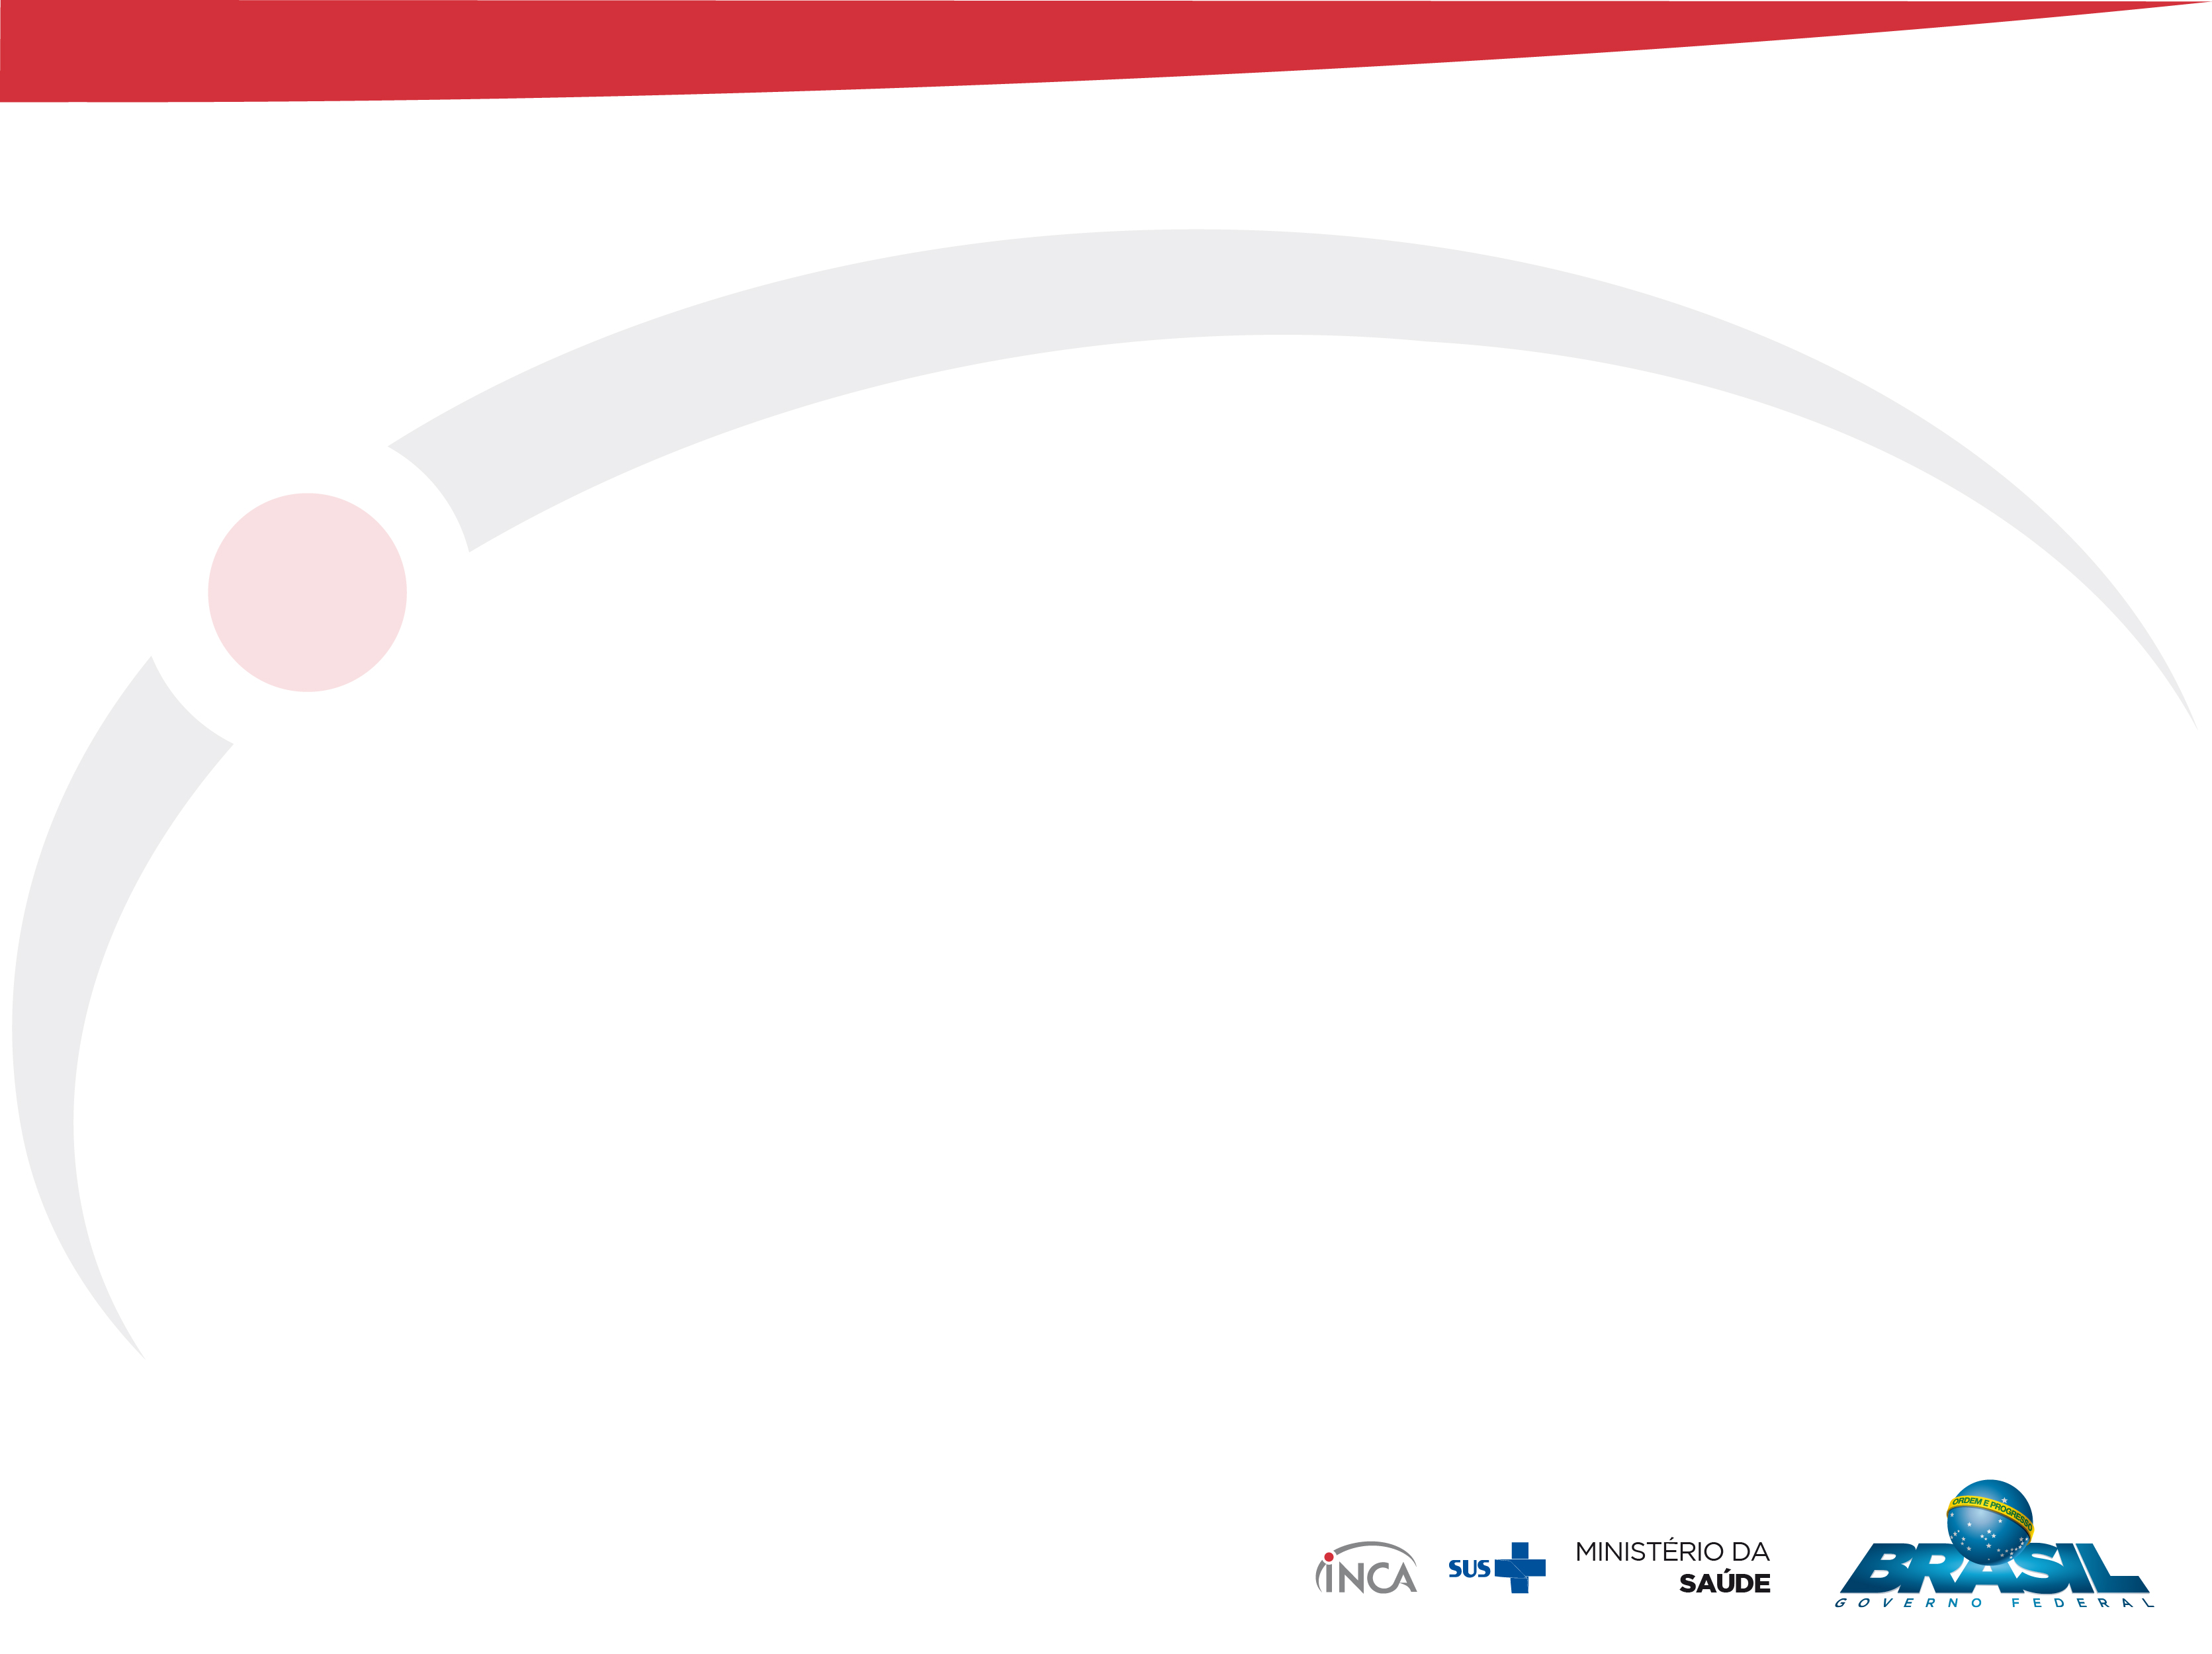 ORDEM E PROGRESSO
INCA
SUS
MINISTÉRIO DA
SAÚDE
BRASIL
GOVERNO FEDERAL